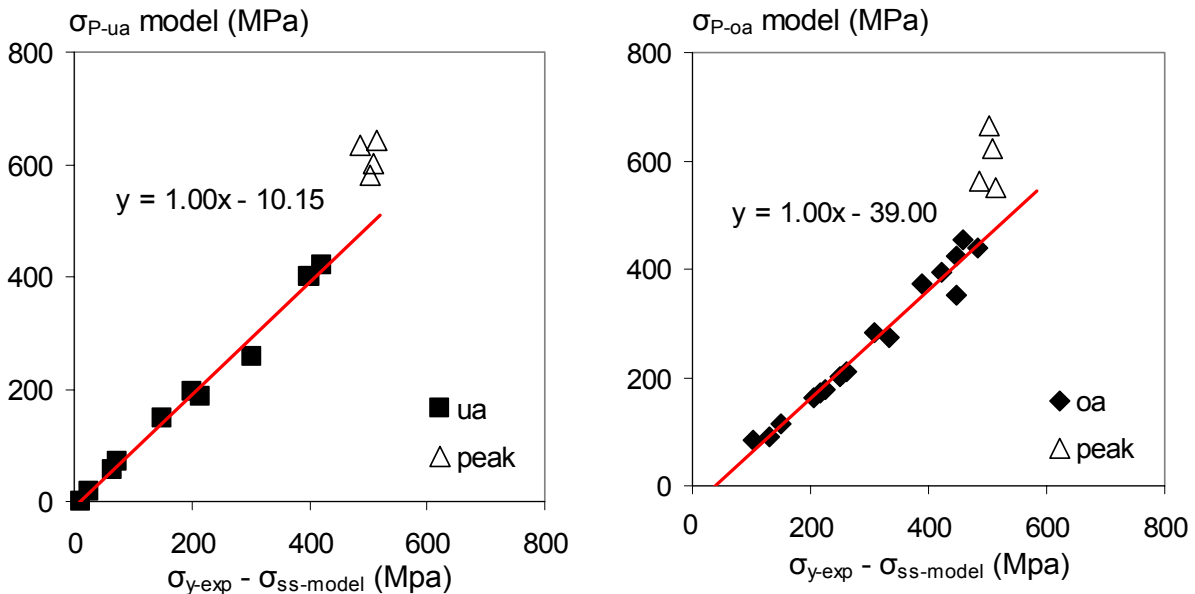 σP-ua model (MPa)
800
600
400
200
0
y = 1.00x - 10.15
■ ua
△ peak
0 200 400 600 800
σy-exp - σss-model (Mpa)
σP-oa model (MPa)
800
600
400
200
0
y = 1.00x - 39.00
◆ oa
△ peak
0 200 400 600 800
σy-exp - σss-model (Mpa)